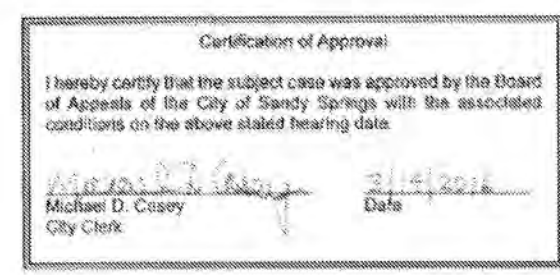 Certification of Approval
I hereby certify that the subject case was approved by the Board
of Appeals of the City of Sandy Springs with the associated
conditions on the above stated hearing date.
Michael D. Casey
Date
City Clerk